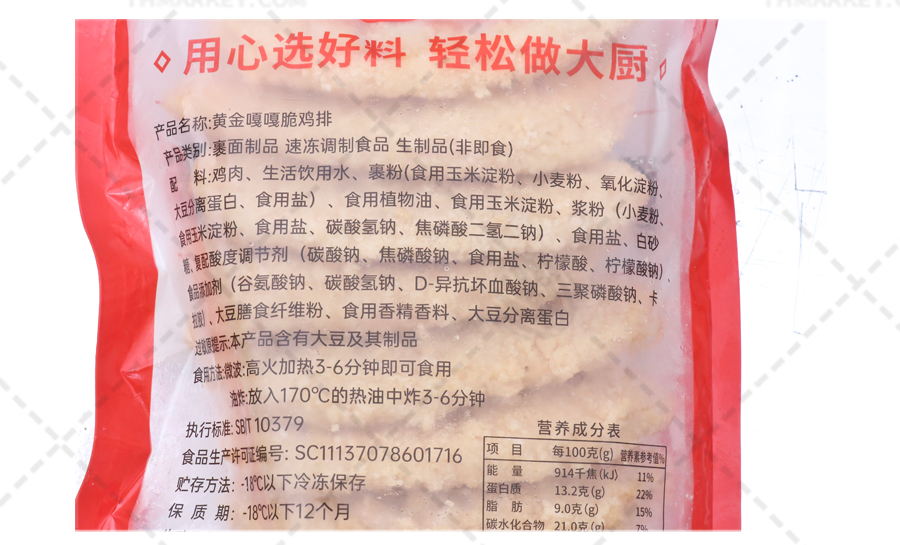 THMARKET.COM
用心选好料 轻松做大厨
产品名称:黄金嘎嘎脆鸡排
产品类别:裹面制品 速冻调制食品 生制品(非即食)
配 料:鸡肉、生活饮用水、裹粉(食用玉米淀粉、小麦粉、氧化淀粉、
大豆分离蛋白、食用盐）、食用植物油、食用玉米淀粉、浆粉（小麦粉、
食用玉米淀粉、食用盐、碳酸氢钠、焦磷酸二氢二钠）、食用盐、白砂
糖、复配酸度调节剂（碳酸钠、焦磷酸钠、食用盐、柠檬酸、柠檬酸钠）、
食品添加剂（谷氨酸钠、碳酸氢钠、D-异抗坏血酸钠、三聚磷酸钠、卡
拉胶）、大豆膳食纤维粉、食用香精香料、大豆分离蛋白
过敏原提示:本产品含有大豆及其制品
食用方法:微波:高火加热3-6分钟即可食用
油炸:放入170℃的热油中炸3-6分钟
执行标准: SB/T 10379
食品生产许可证编号: SC11137078601716
贮存方法: -18℃以下冷冻保存
保 质 期: -18℃以下12个月
营养成分表
项 目 每100克(g) 营养素参考值%
能 量 914千焦(kJ) 11%
蛋白质 13.2克(g) 22%
脂 肪 9.0克(g) 15%
碳水化合物 21.0克(g) 7%